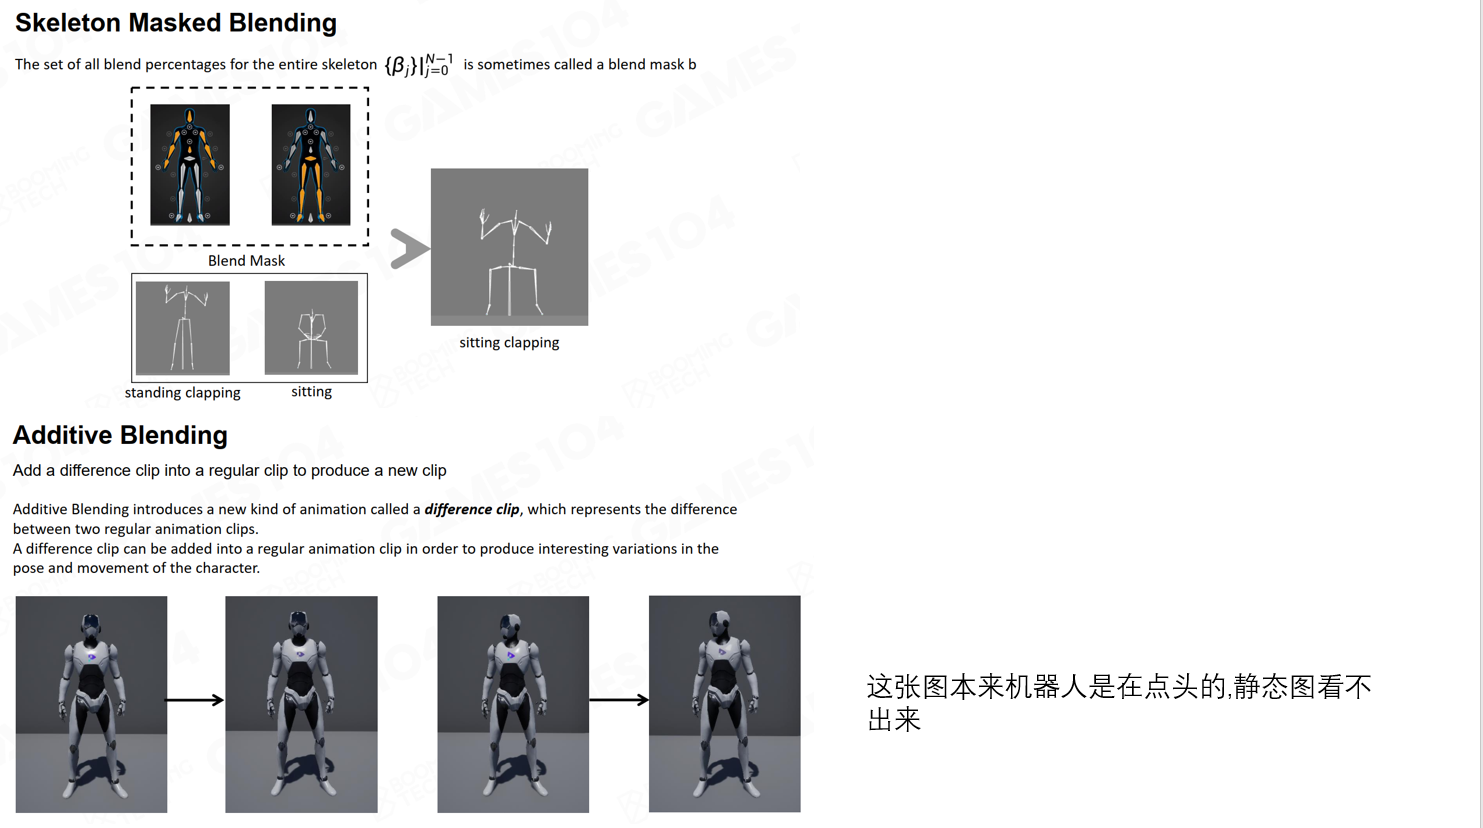 Skeleton Masked Blending
The set of all blend percentages for the entire skeleton {βⱼ}|ⱼ₌₀ᴺ⁻¹ is sometimes called a blend mask b
Blend Mask
standing clapping
sitting
sitting clapping
Additive Blending
Add a difference clip into a regular clip to produce a new clip
Additive Blending introduces a new kind of animation called a difference clip, which represents the difference
between two regular animation clips.
A difference clip can be added into a regular animation clip in order to produce interesting variations in the
pose and movement of the character.
这张图本来机器人是在点头的,静态图看不
出来
GAMES104
BOOMING TECH